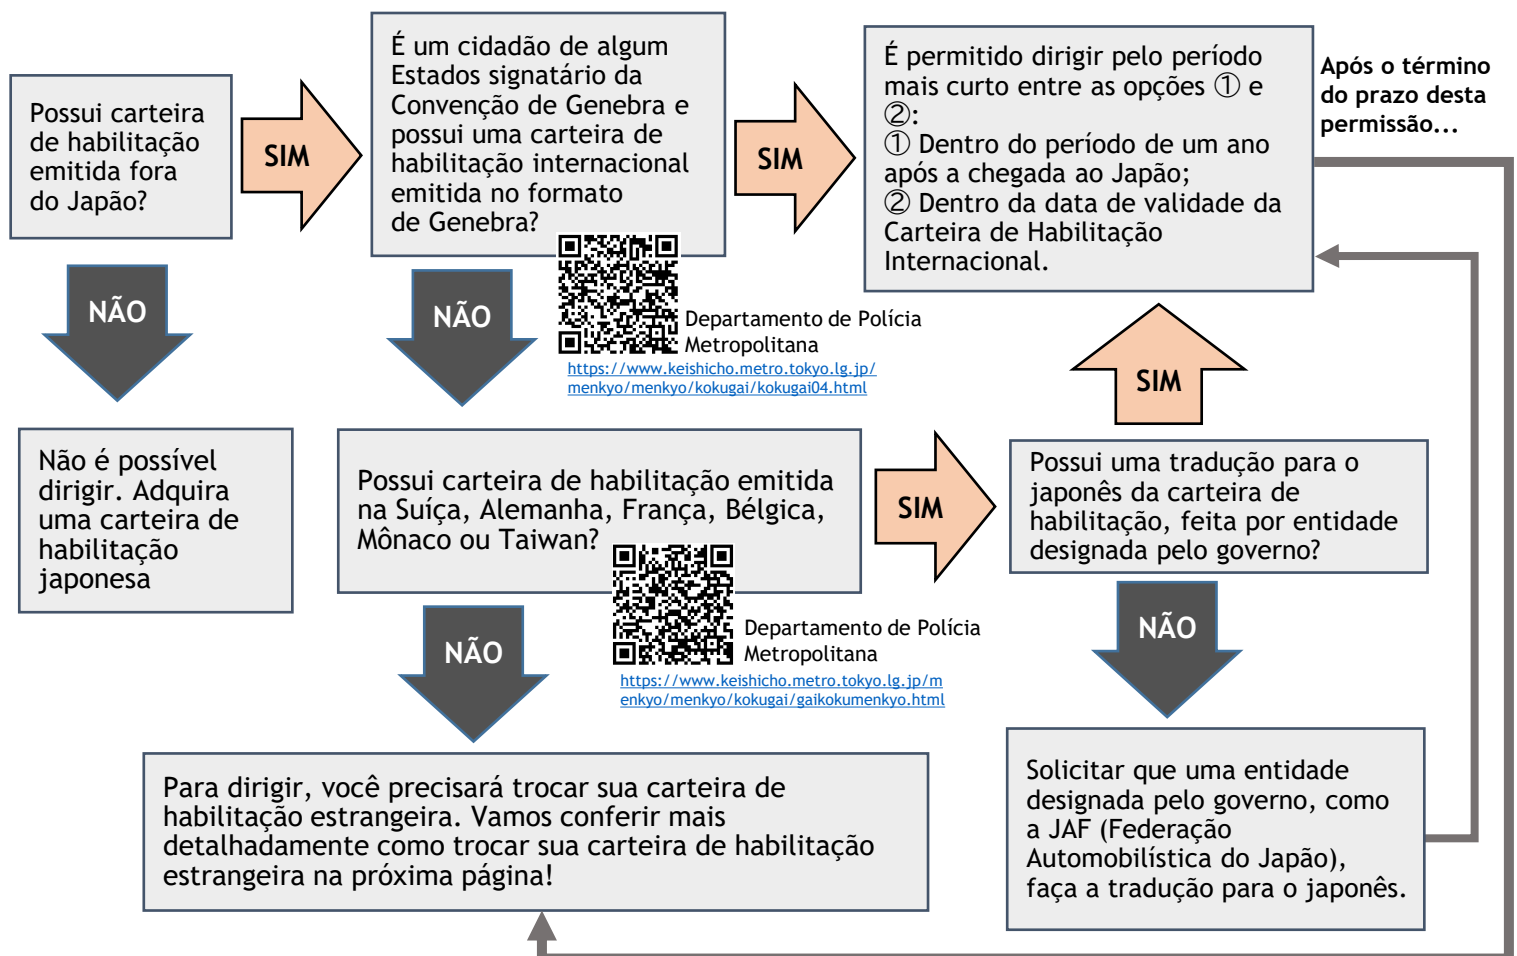 Possui carteira
de habilitação
emitida fora
do Japão?
SIM
É um cidadão de algum
Estados signatário da
Convenção de Genebra e
possui uma carteira de
habilitação internacional
emitida no formato
de Genebra?
SIM
É permitido dirigir pelo período
mais curto entre as opções ① e
②:
① Dentro do período de um ano
após a chegada ao Japão;
② Dentro da data de validade da
Carteira de Habilitação
Internacional.
Após o término
do prazo desta
permissão...
NÃO
NÃO
Departamento de Polícia
Metropolitana
https://www.keishicho.metro.tokyo.lg.jp/
menkyo/menkyo/kokugai/kokugai04.html
SIM
Não é possível
dirigir. Adquira
uma carteira de
habilitação
japonesa
Possui carteira de habilitação emitida
na Suíça, Alemanha, França, Bélgica,
Mônaco ou Taiwan?
SIM
Possui uma tradução para o
japonês da carteira de
habilitação, feita por entidade
designada pelo governo?
NÃO
Departamento de Polícia
Metropolitana
https://www.keishicho.metro.tokyo.lg.jp/m
enkyo/menkyo/kokugai/gaikokumenkyo.html
NÃO
Para dirigir, você precisará trocar sua carteira de
habilitação estrangeira. Vamos conferir mais
detalhadamente como trocar sua carteira de habilitação
estrangeira na próxima página!
Solicitar que uma entidade
designada pelo governo, como
a JAF (Federação
Automobilística do Japão),
faça a tradução para o japonês.